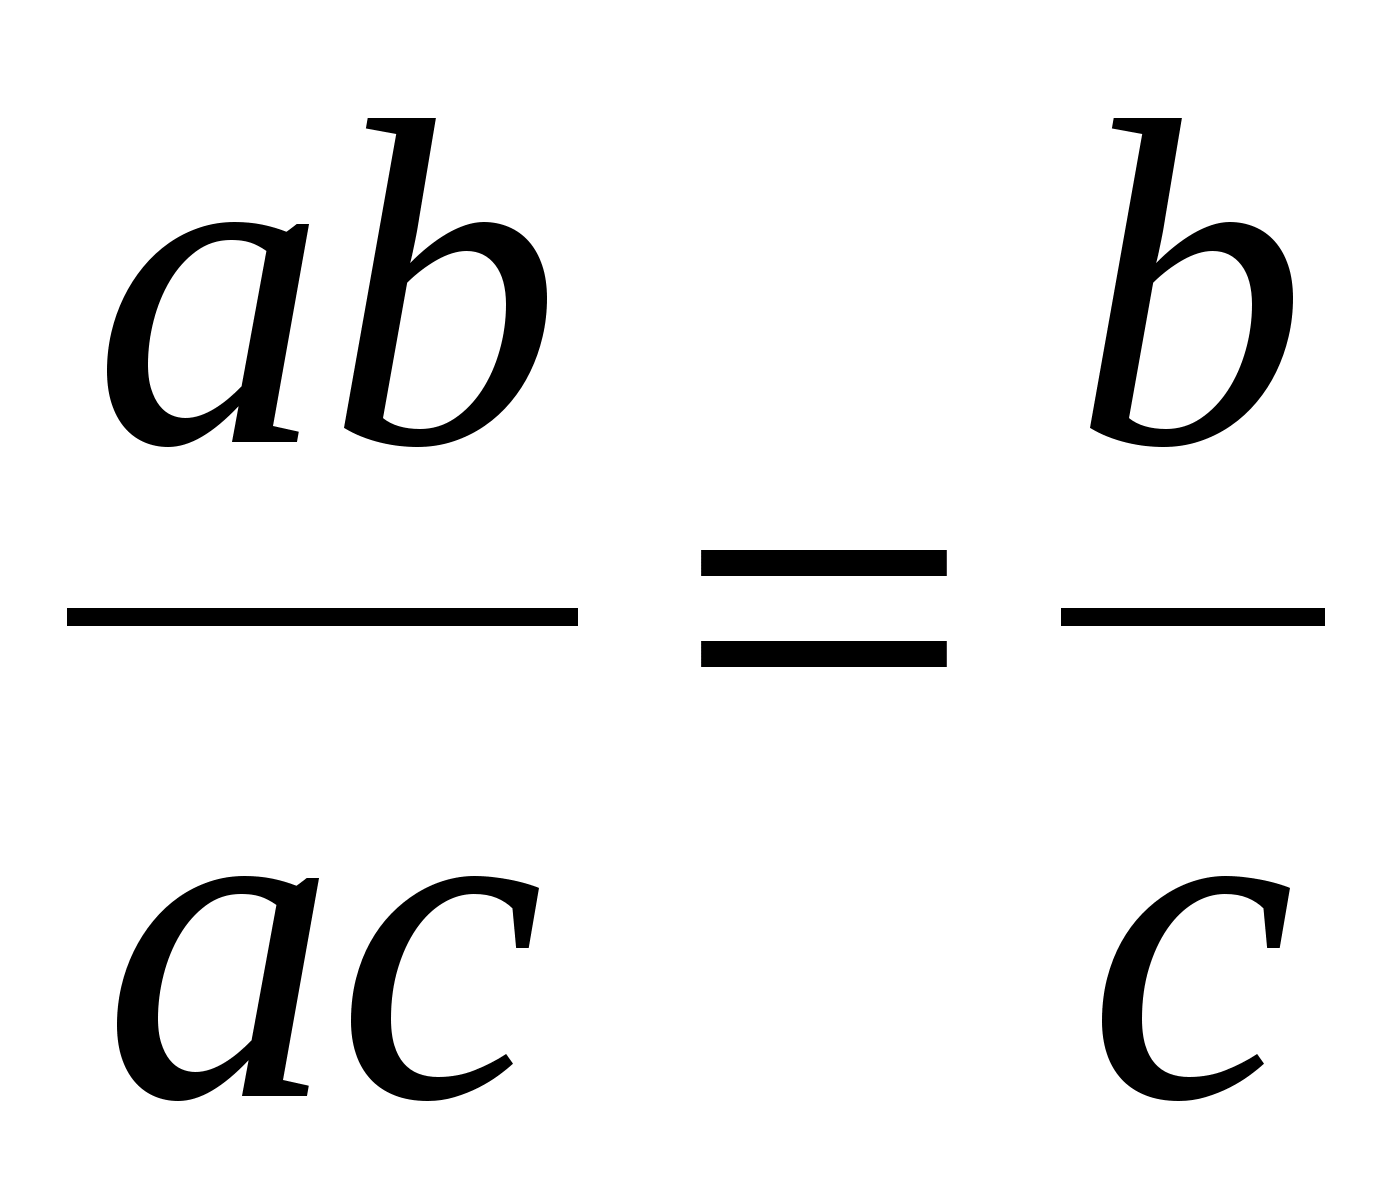 ab/ac = b/c